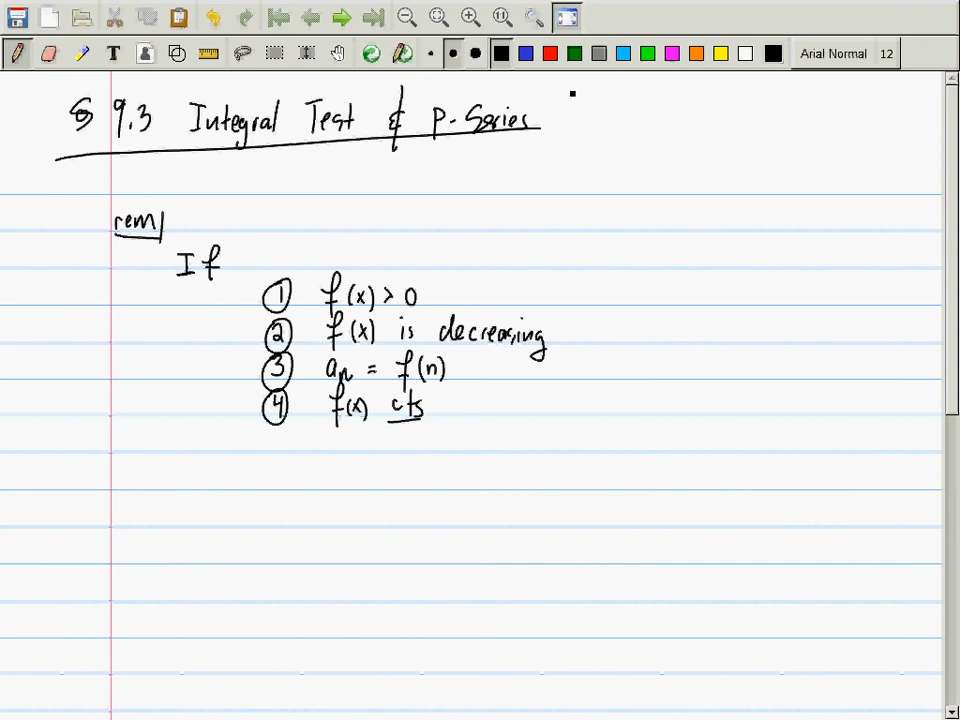 Arial Normal 12
§ 9.3 Integral Test & p-Series
rem
If
① f(x) > 0
② f(x) is decreasing
③ aₙ = f(n)
④ f(x) cts